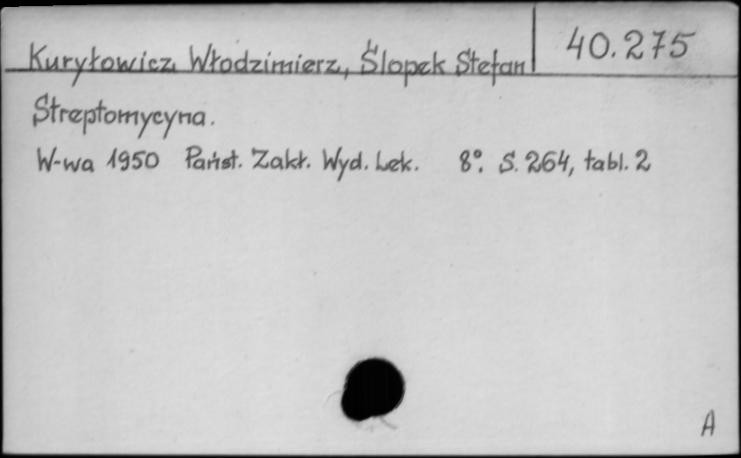 Kuryłowicz Włodzimierz, Ślopek Stefan 40.275
Streptomycyna.
W-wa 1950 Państ. Zakł. Wyd. Lek. 8°. S. 264, tabl. 2
A